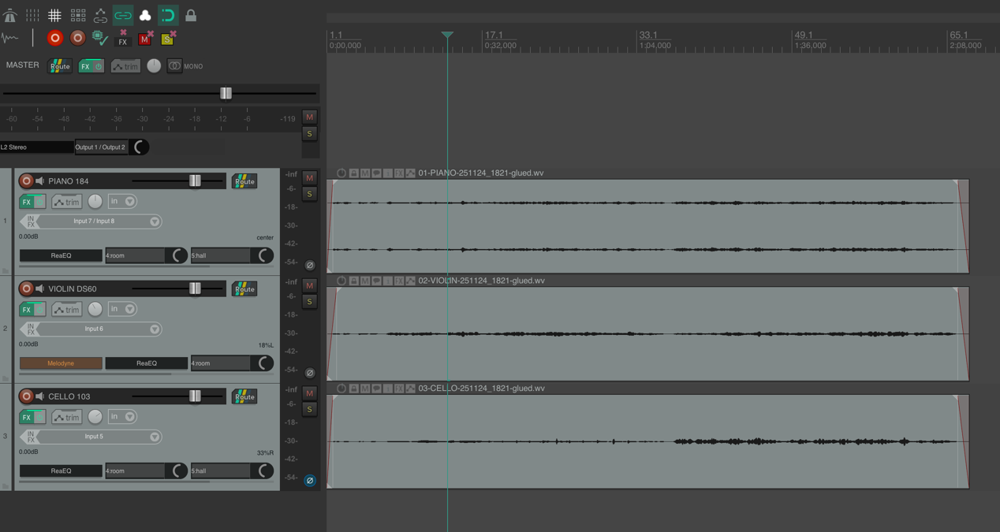 FX M S
MASTER Route FX trim MONO
-60 -54 -48 -42 -36 -30 -24 -18 -12 -6 -119 M
S
L2 Stereo Output 1 / Output 2
1.1 17.1 33.1 49.1 65.1
0:00.000 0:32.000 1:04.000 1:36.000 2:08.000
1
PIANO 184 Route
FX trim in
IN FX Input 7 / Input 8
0.00dB center
ReaEQ 4:room 5:hall
-inf M
-6- S
-18-
-30-
-42-
-54- Ø
M FX 01-PIANO-251124_1821-glued.wv
2
VIOLIN DS60 Route
FX trim in
IN FX Input 6
0.00dB 18%L
Melodyne ReaEQ 4:room
-inf M
-6- S
-18-
-30-
-42-
-54- Ø
M FX 02-VIOLIN-251124_1821-glued.wv
3
CELLO 103 Route
FX trim in
IN FX Input 5
0.00dB 33%R
ReaEQ 4:room 5:hall
-inf M
-6- S
-18-
-30-
-42-
-54- Ø
M FX 03-CELLO-251124_1821-glued.wv